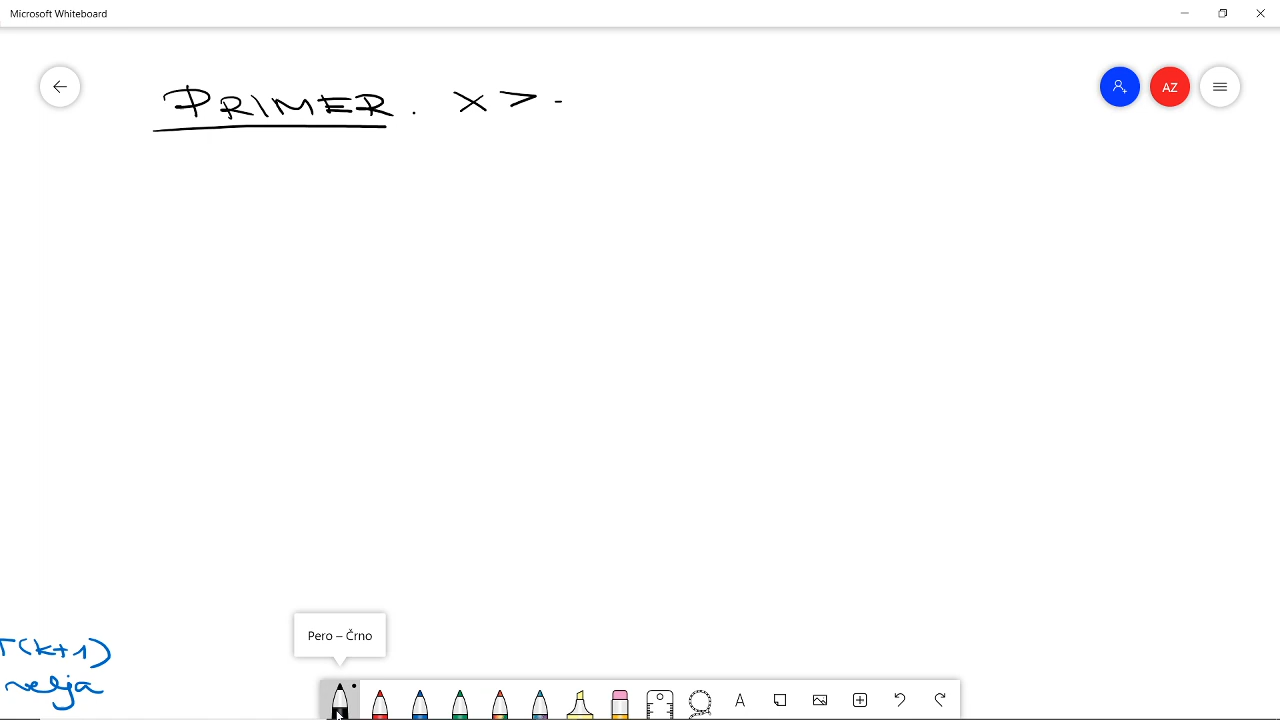 Microsoft Whiteboard
PRIMER. x > -
AZ
T(k+1)
velja
Pero – Črno
A